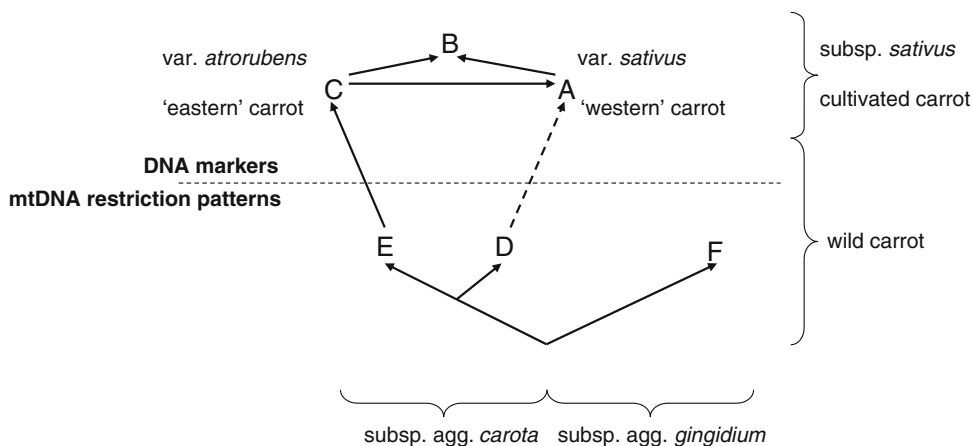 B
var. atrorubens
var. sativus
subsp. sativus
C
A
cultivated carrot
‘eastern’ carrot
‘western’ carrot
DNA markers
mtDNA restriction patterns
E
D
F
wild carrot
subsp. agg. carota
subsp. agg. gingidium